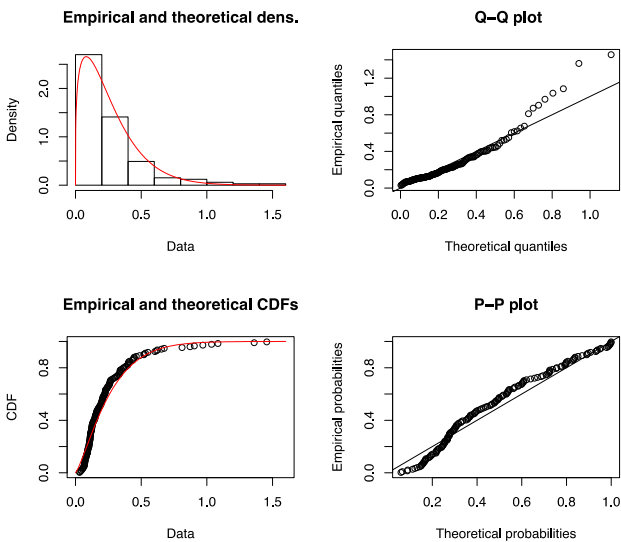 Empirical and theoretical dens.
Density
0.0 1.0 2.0
0.0 0.5 1.0 1.5
Data
Q−Q plot
Empirical quantiles
0.0 0.4 0.8 1.2
0.0 0.2 0.4 0.6 0.8 1.0
Theoretical quantiles
Empirical and theoretical CDFs
CDF
0.0 0.4 0.8
0.0 0.5 1.0 1.5
Data
P−P plot
Empirical probabilities
0.0 0.4 0.8
0.2 0.4 0.6 0.8 1.0
Theoretical probabilities